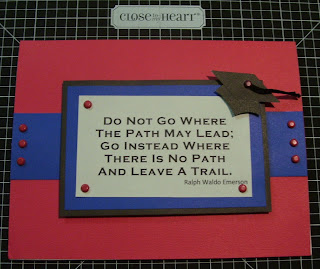 CLOSE TO MY HEART®
DO NOT GO WHERE
THE PATH MAY LEAD;
GO INSTEAD WHERE
THERE IS NO PATH
AND LEAVE A TRAIL.
Ralph Waldo Emerson